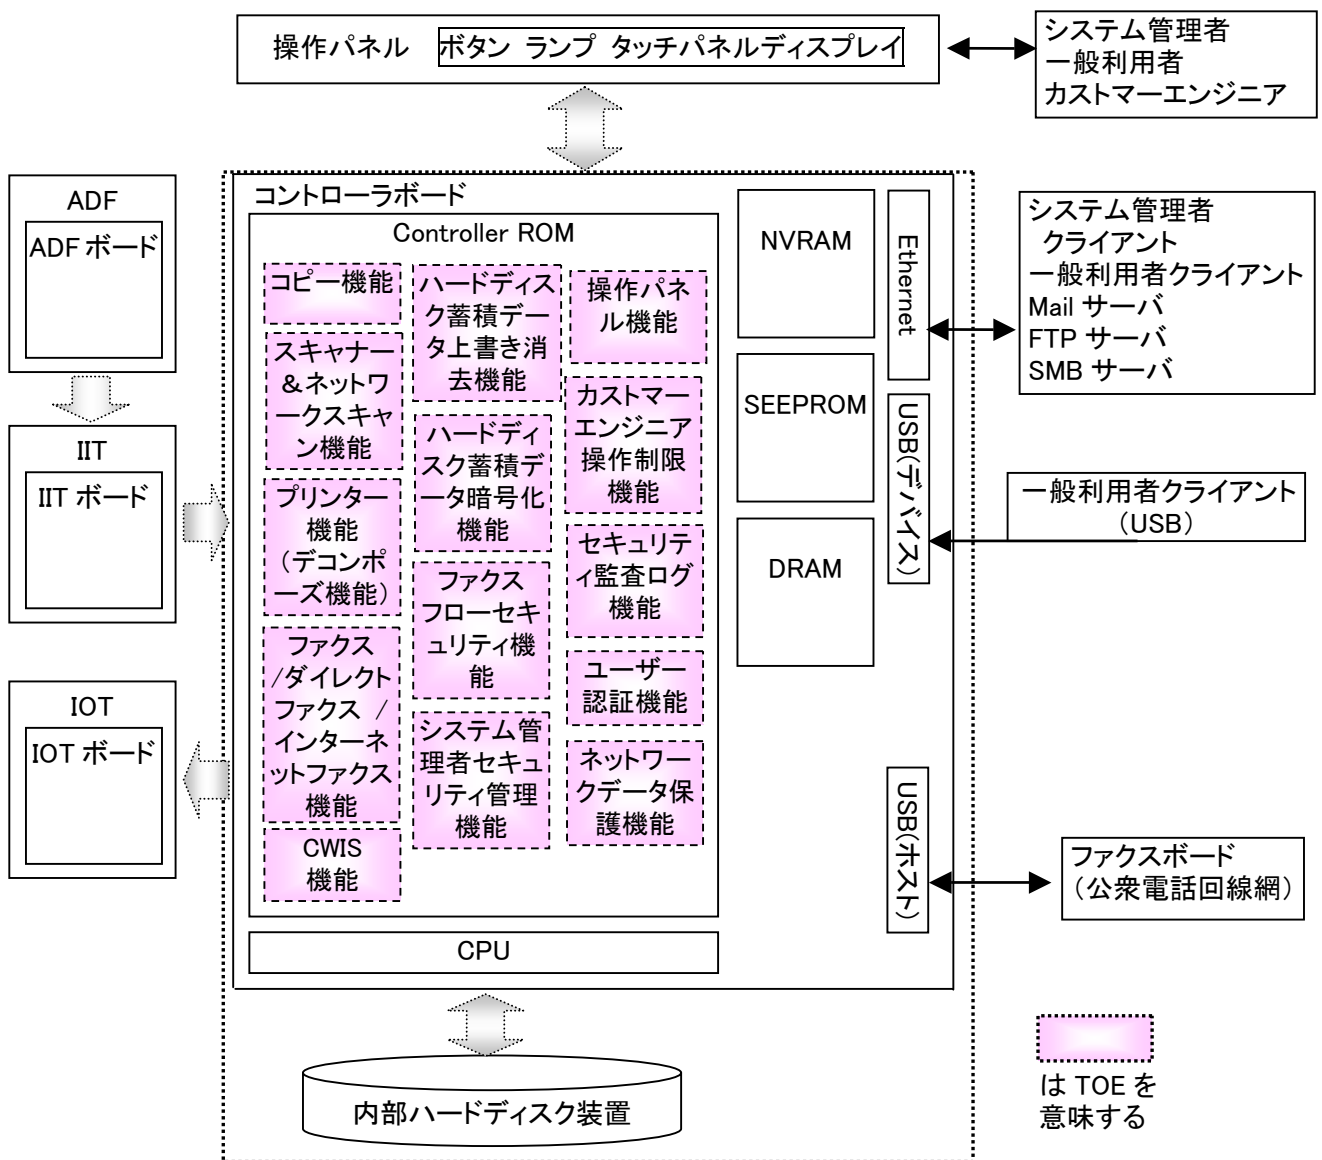 操作パネル ボタン ランプ タッチパネルディスプレイ
システム管理者
一般利用者
カストマーエンジニア
ADF
ADF ボード
IIT
IIT ボード
IOT
IOT ボード
コントローラボード
Controller ROM
コピー機能
スキャナー
＆ネットワ
ークスキャ
ン機能
プリンター
機能
（デコンポ
ーズ機能）
ファクス
/ダイレクト
ファクス /
インターネ
ットファクス
機能
CWIS
機能
ハードディス
ク蓄積デー
タ上書き消
去機能
ハードディ
スク蓄積デ
ータ暗号化
機能
ファクス
フローセキ
ュリティ機
能
システム管
理者セキュ
リティ管理
機能
操作パネ
ル機能
カストマー
エンジニア
操作制限
機能
セキュリテ
ィ監査ログ
機能
ユーザー
認証機能
ネットワー
クデータ保
護機能
CPU
NVRAM
SEEPROM
DRAM
Ethernet
USB(デバイス)
USB(ホスト)
システム管理者
クライアント
一般利用者クライアント
Mail サーバ
FTP サーバ
SMB サーバ
一般利用者クライアント
（USB）
ファクスボード
（公衆電話回線網）
内部ハードディスク装置
は TOE を
意味する